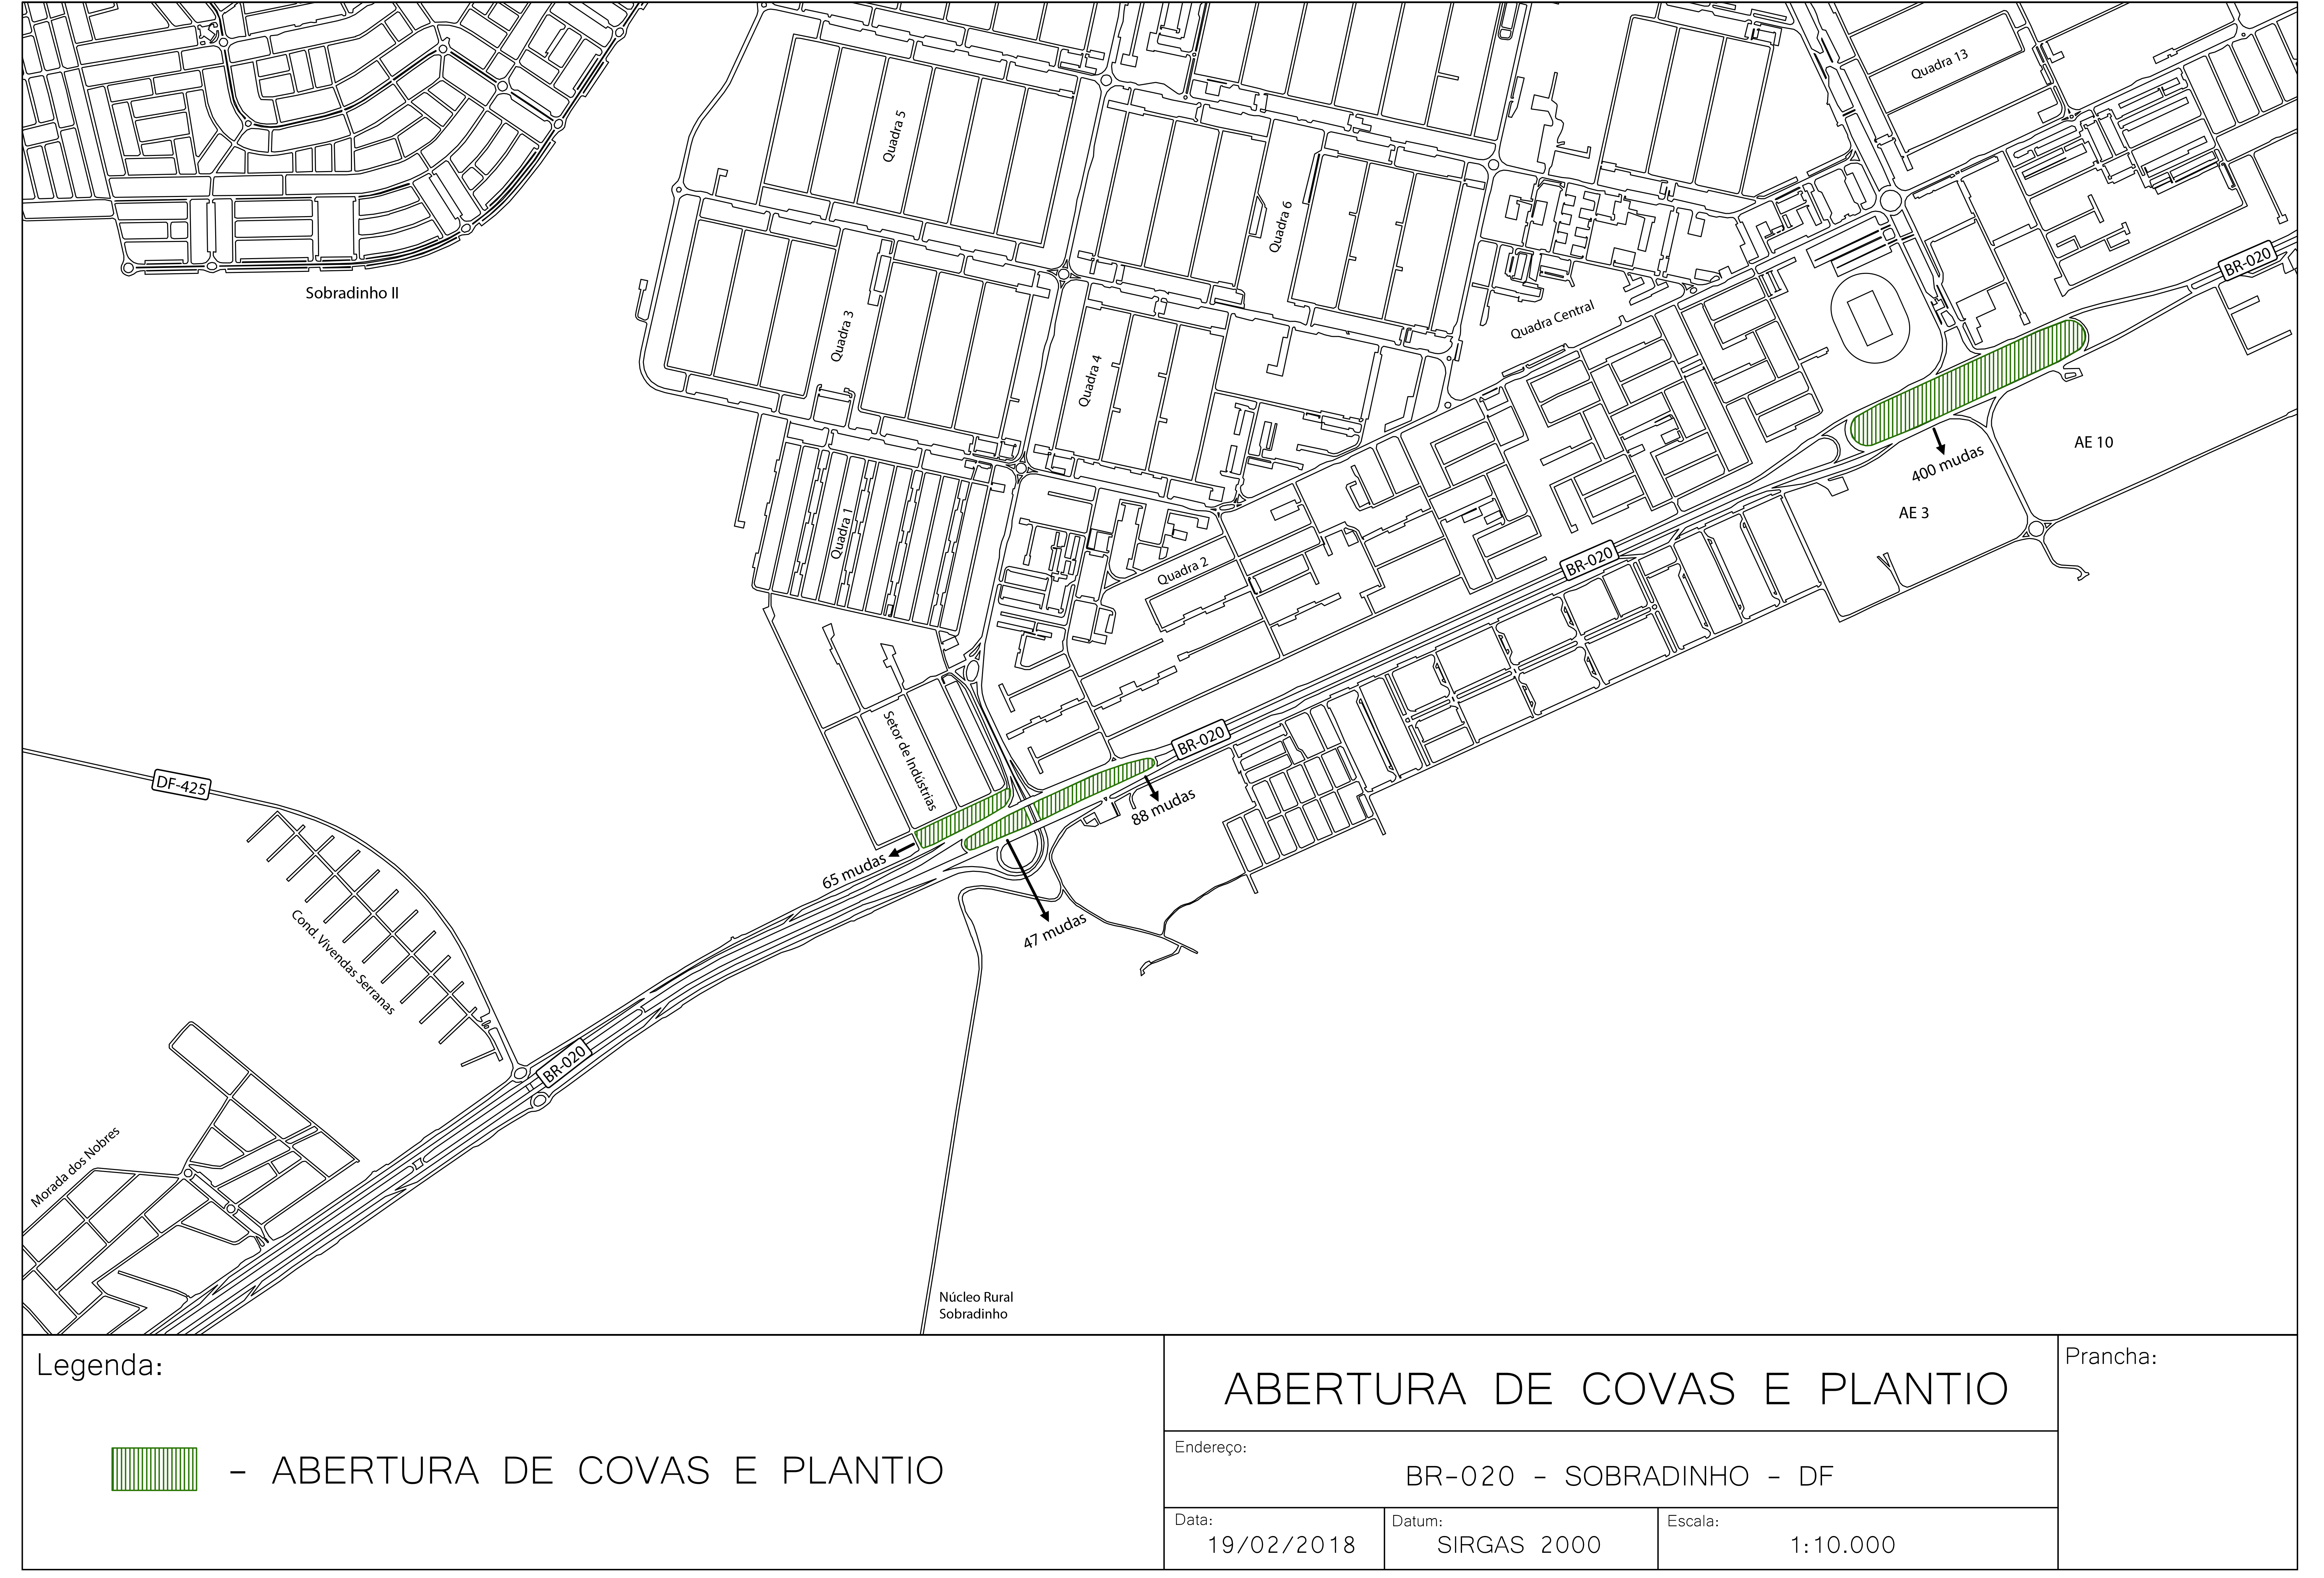 Quadra 13
Quadra 5
Quadra 6
BR-020
Sobradinho II
Quadra Central
Quadra 3
Quadra 4
AE 10
400 mudas
AE 3
Quadra 1
BR-020
Quadra 2
Setor de Indústrias
BR-020
DF-425
88 mudas
65 mudas
47 mudas
Cond. Vivendas Serranas
BR-020
Morada dos Nobres
Núcleo Rural
Sobradinho
Legenda:
- ABERTURA DE COVAS E PLANTIO
ABERTURA DE COVAS E PLANTIO
Prancha:
Endereço:
BR-020 - SOBRADINHO - DF
Data:
19/02/2018
Datum:
SIRGAS 2000
Escala:
1:10.000